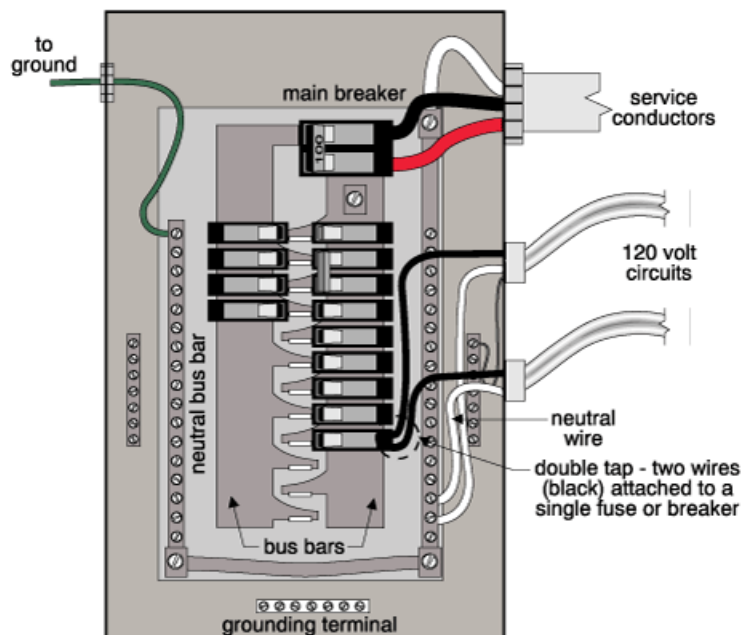 to
ground
main breaker
service
conductors
100
120 volt
circuits
neutral bus bar
neutral
wire
double tap - two wires
(black) attached to a
single fuse or breaker
bus bars
grounding terminal